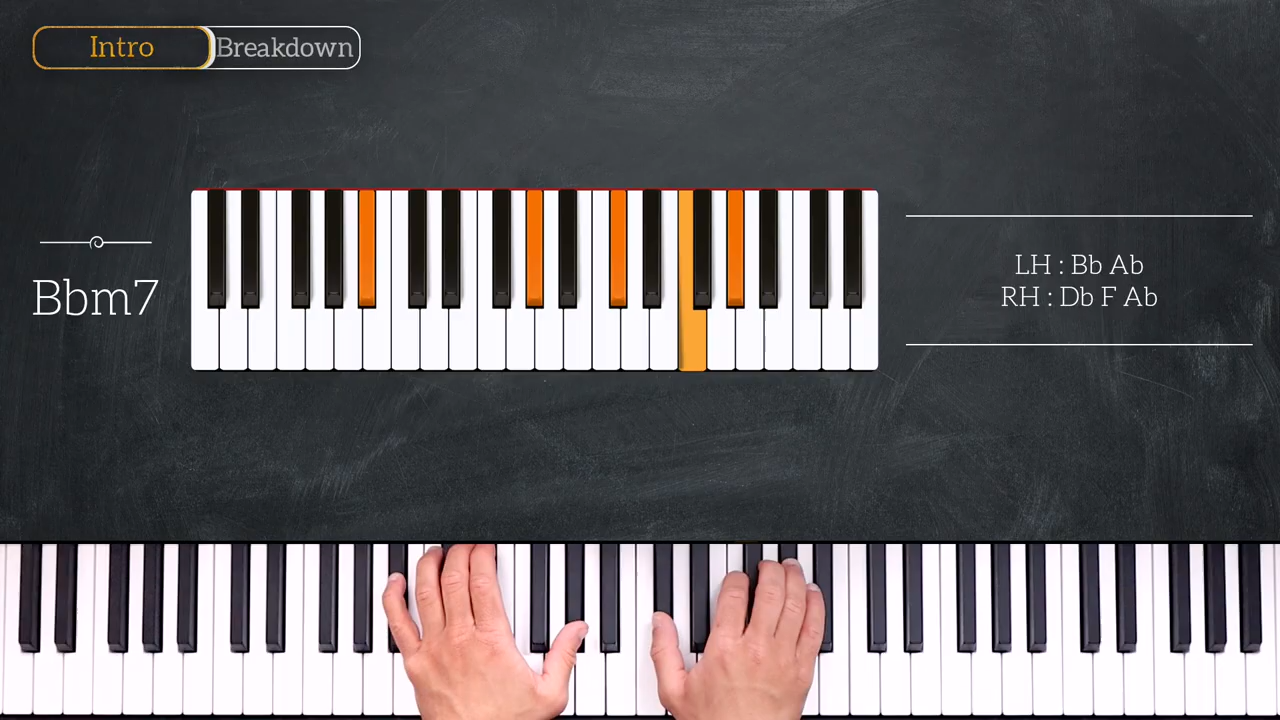 Intro
Breakdown
Bbm7
LH : Bb Ab
RH : Db F Ab